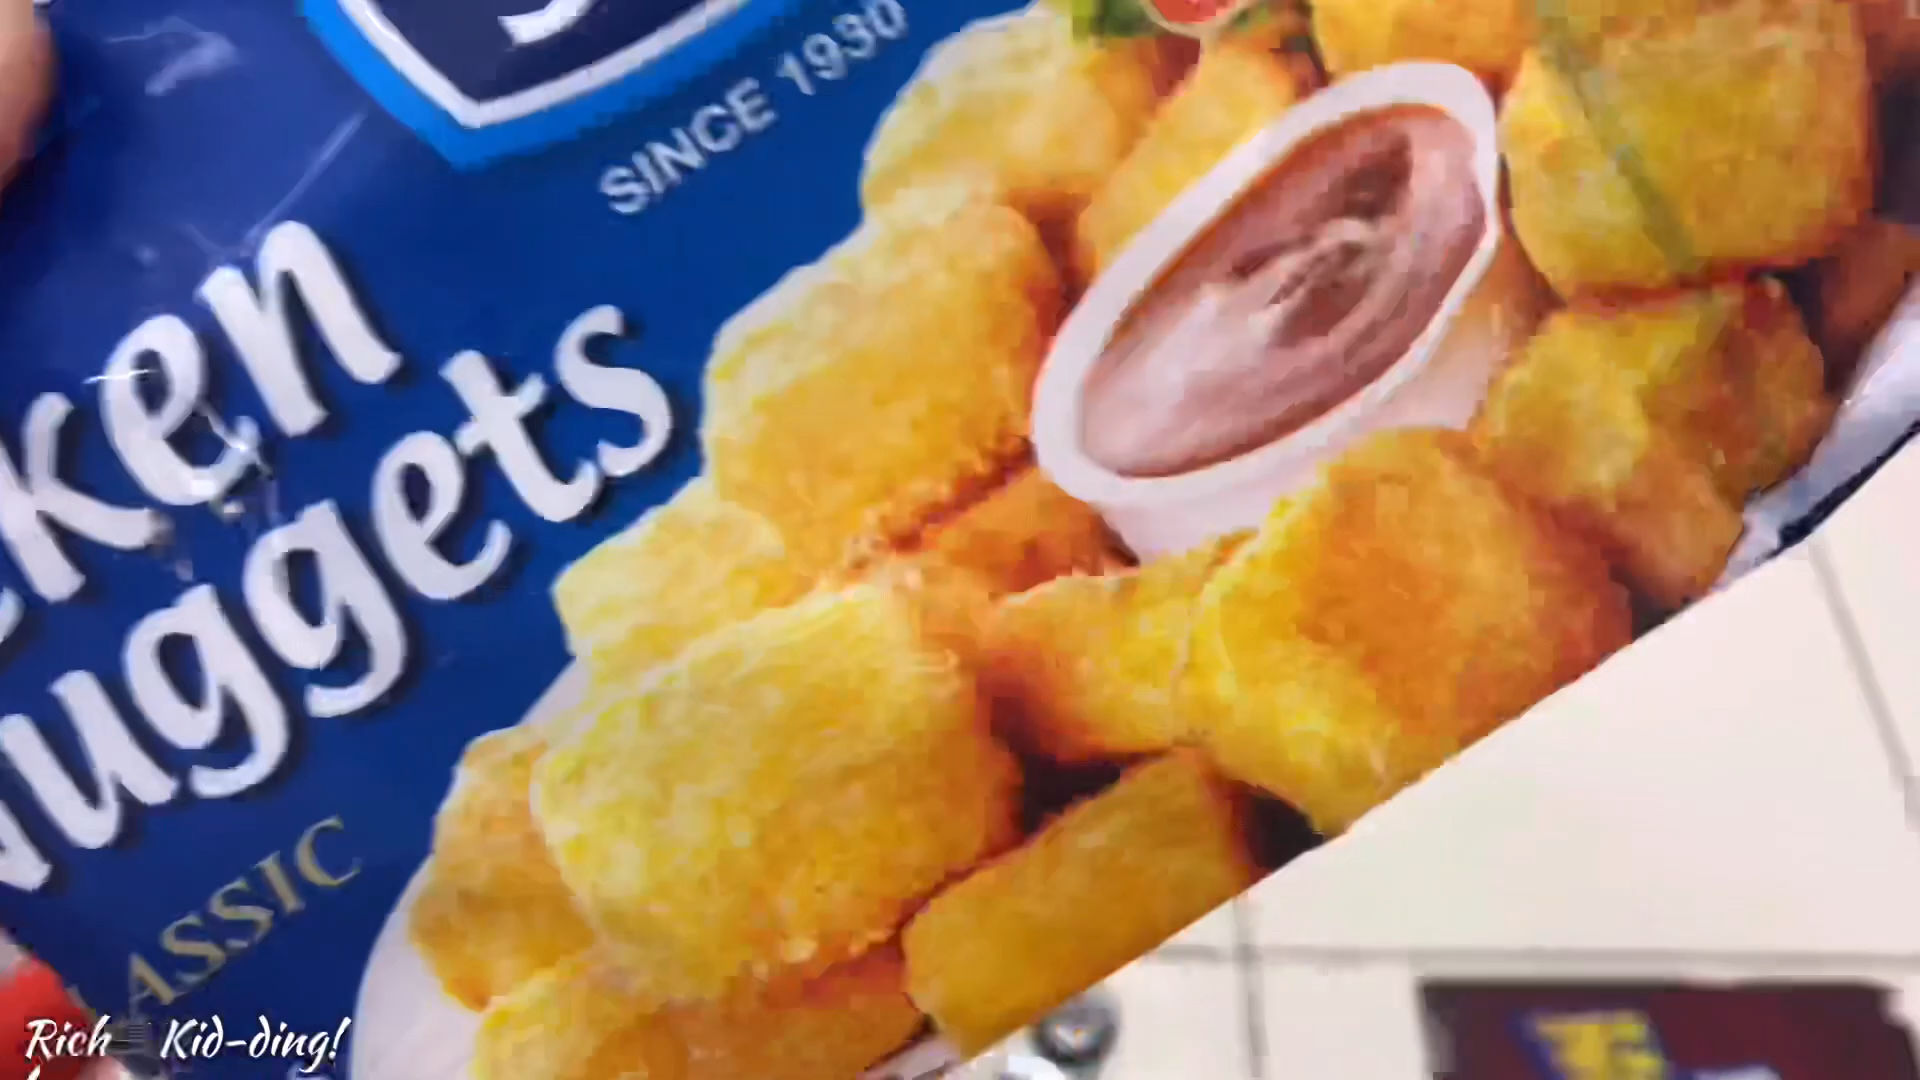 SINCE 1930
ken
uggets
LASSIC
Rich Kid-ding!